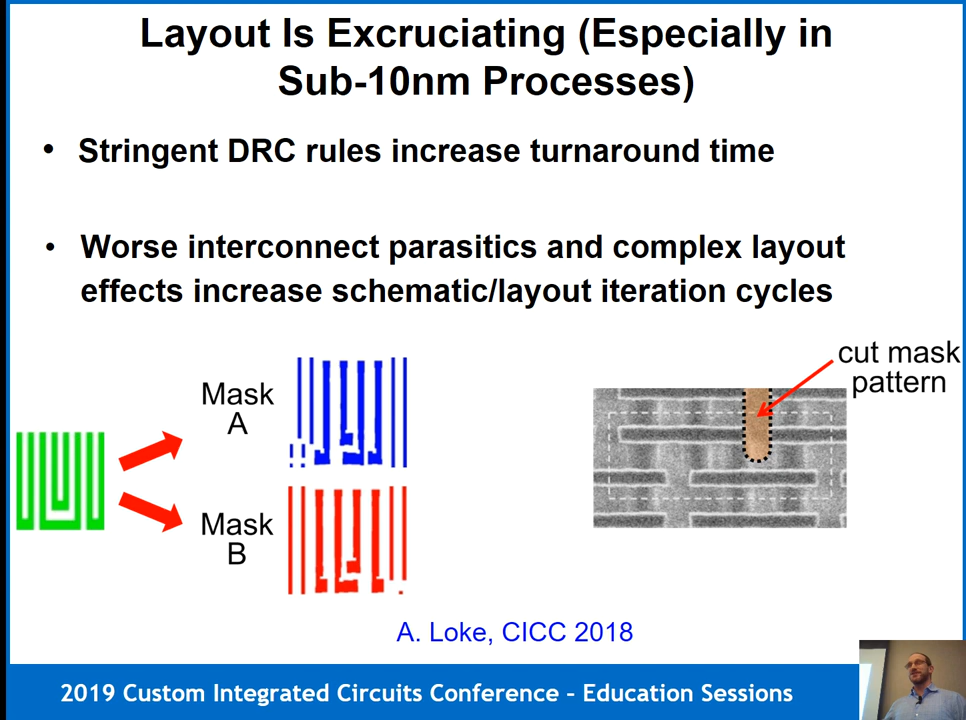 Layout Is Excruciating (Especially in
Sub-10nm Processes)
• Stringent DRC rules increase turnaround time
• Worse interconnect parasitics and complex layout
effects increase schematic/layout iteration cycles
Mask
A
Mask
B
cut mask
pattern
A. Loke, CICC 2018
2019 Custom Integrated Circuits Conference – Education Sessions